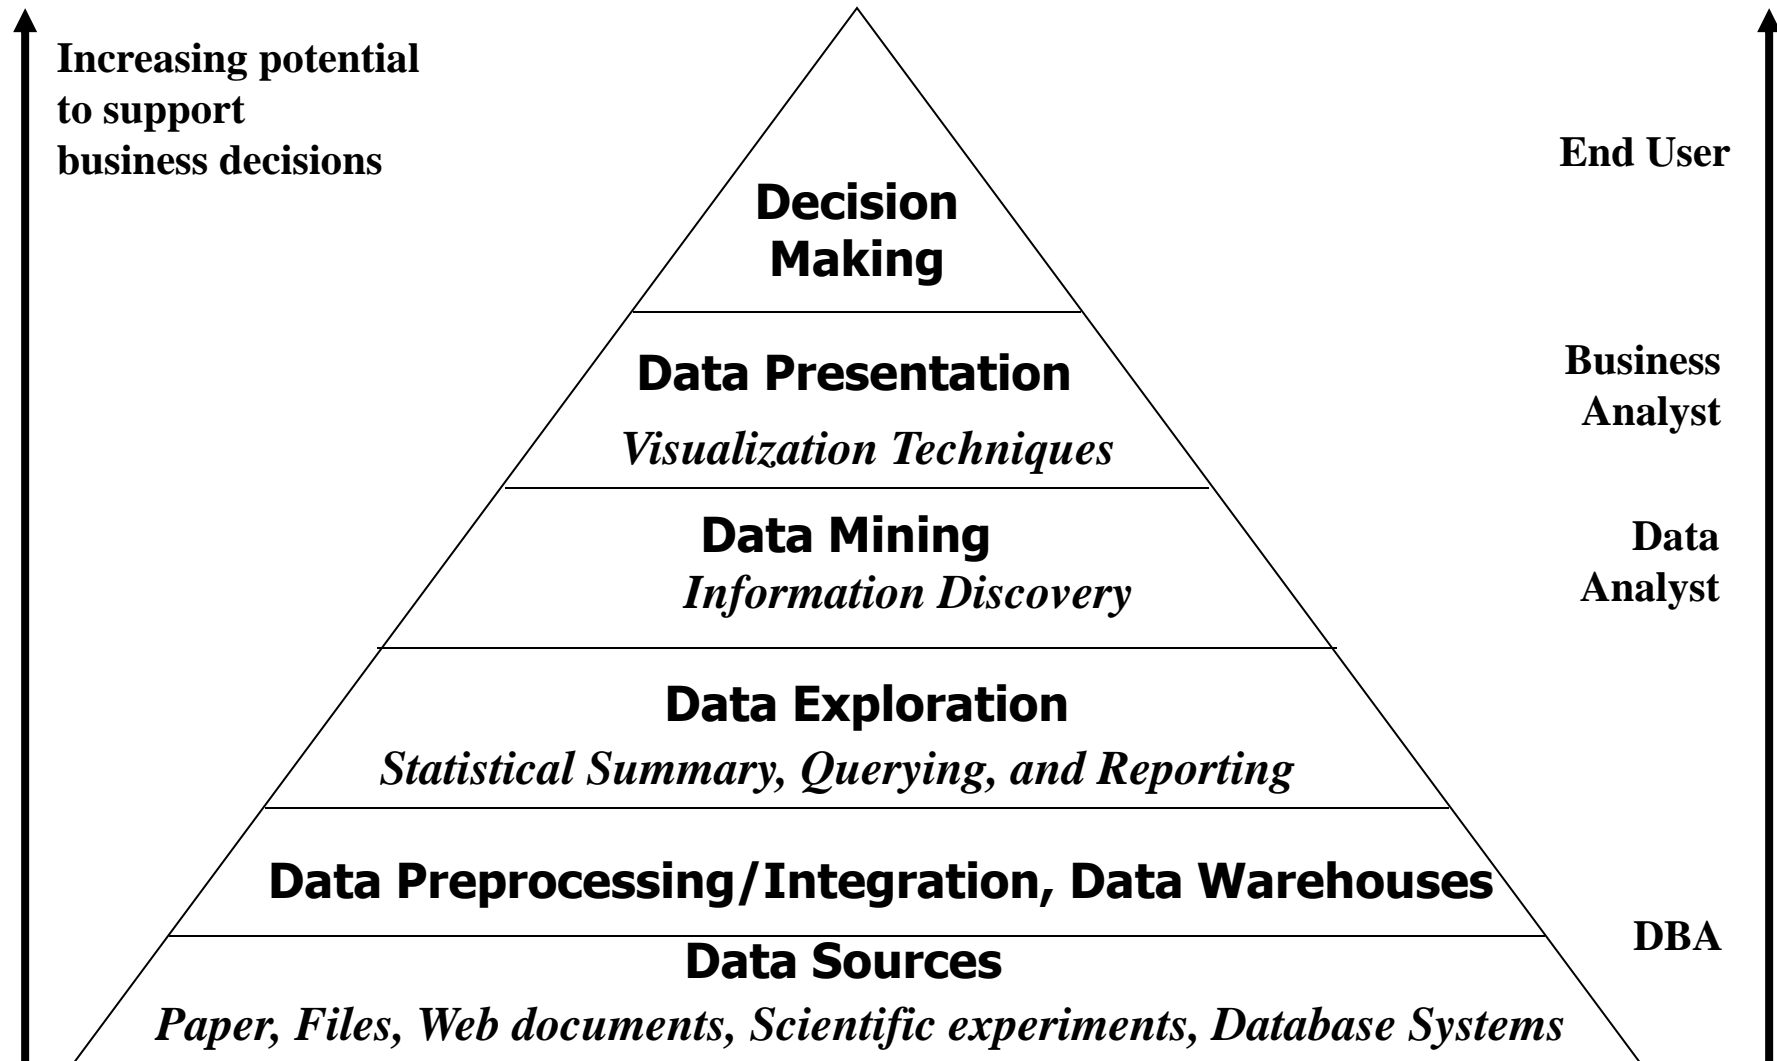 Increasing potential
to support
business decisions
End User
Decision
Making
Data Presentation
Visualization Techniques
Business
Analyst
Data Mining
Information Discovery
Data
Analyst
Data Exploration
Statistical Summary, Querying, and Reporting
Data Preprocessing/Integration, Data Warehouses
DBA
Data Sources
Paper, Files, Web documents, Scientific experiments, Database Systems